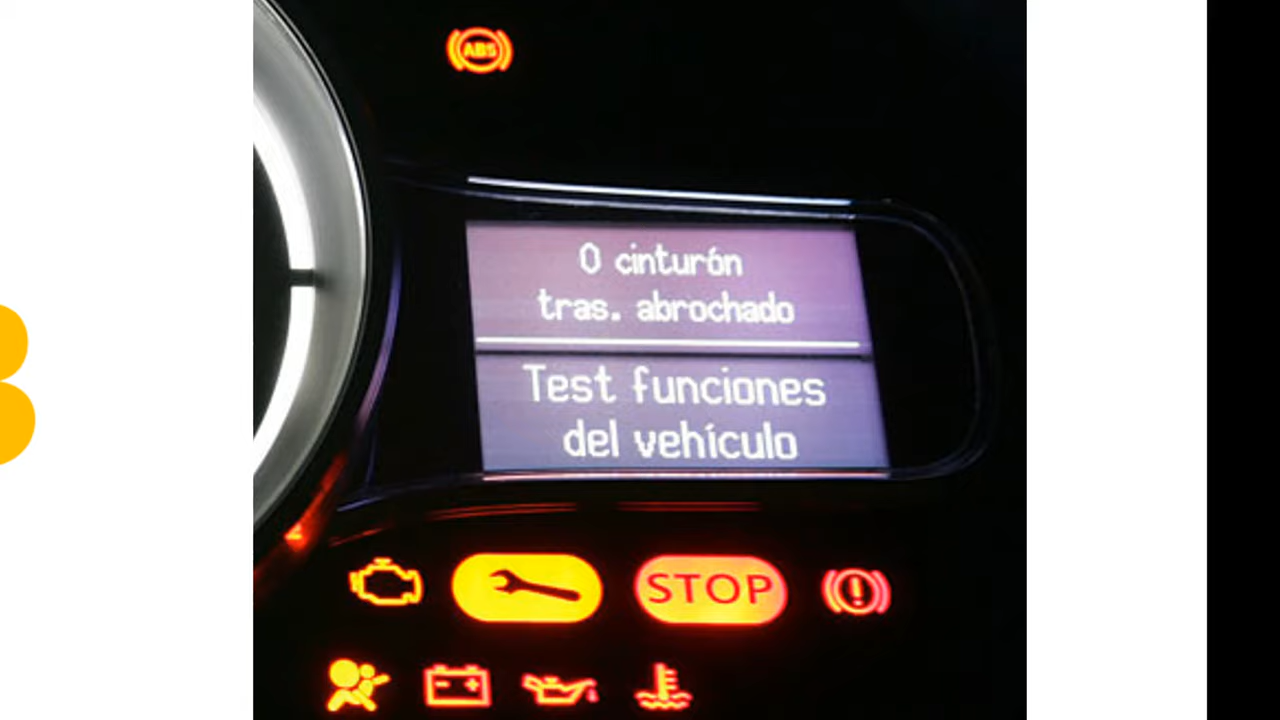 ABS
0 cinturón
tras. abrochado
Test funciones
del vehículo
STOP